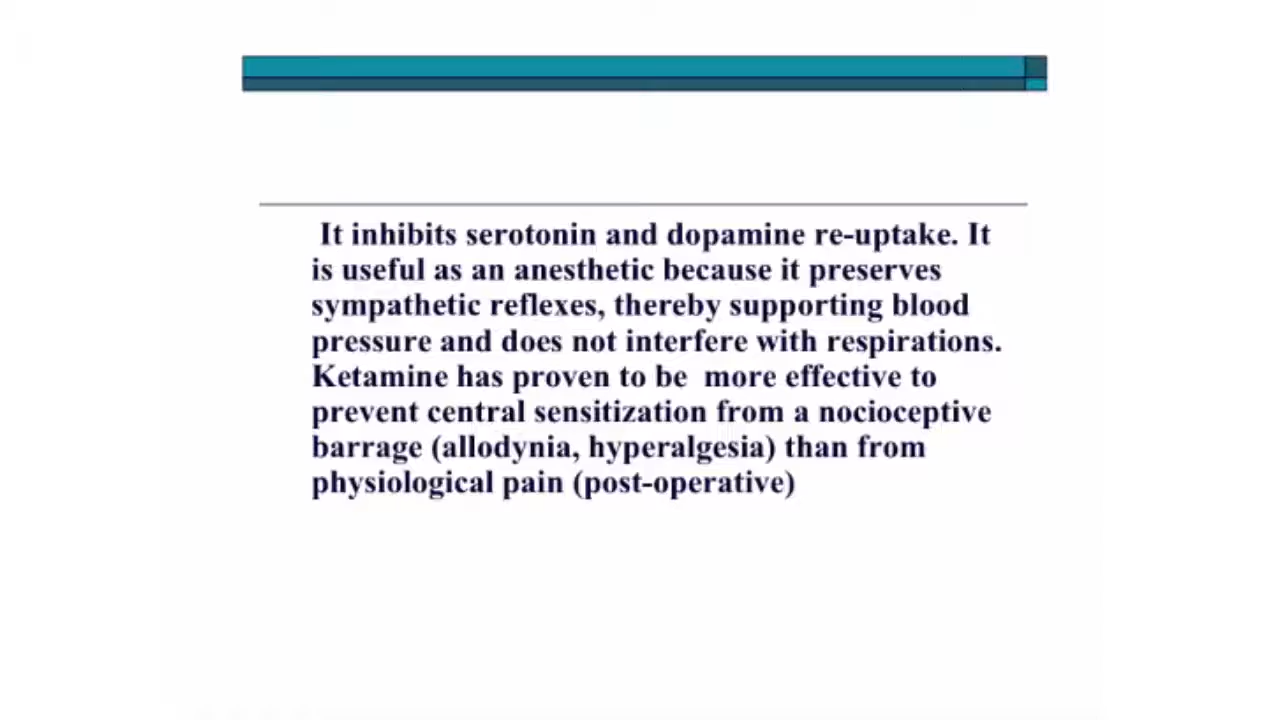 It inhibits serotonin and dopamine re-uptake. It
is useful as an anesthetic because it preserves
sympathetic reflexes, thereby supporting blood
pressure and does not interfere with respirations.
Ketamine has proven to be  more effective to
prevent central sensitization from a nocioceptive
barrage (allodynia, hyperalgesia) than from
physiological pain (post-operative)